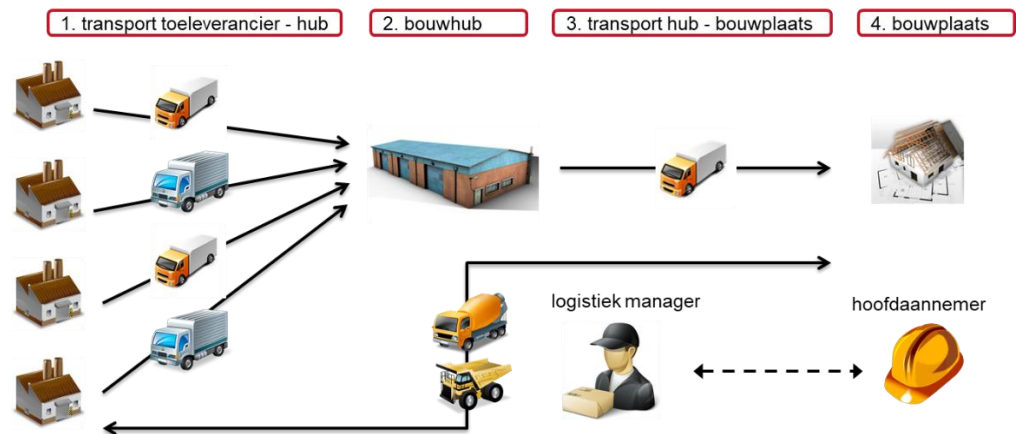 1. transport toeleverancier - hub
2. bouwhub
3. transport hub - bouwplaats
4. bouwplaats
logistiek manager
hoofdaannemer